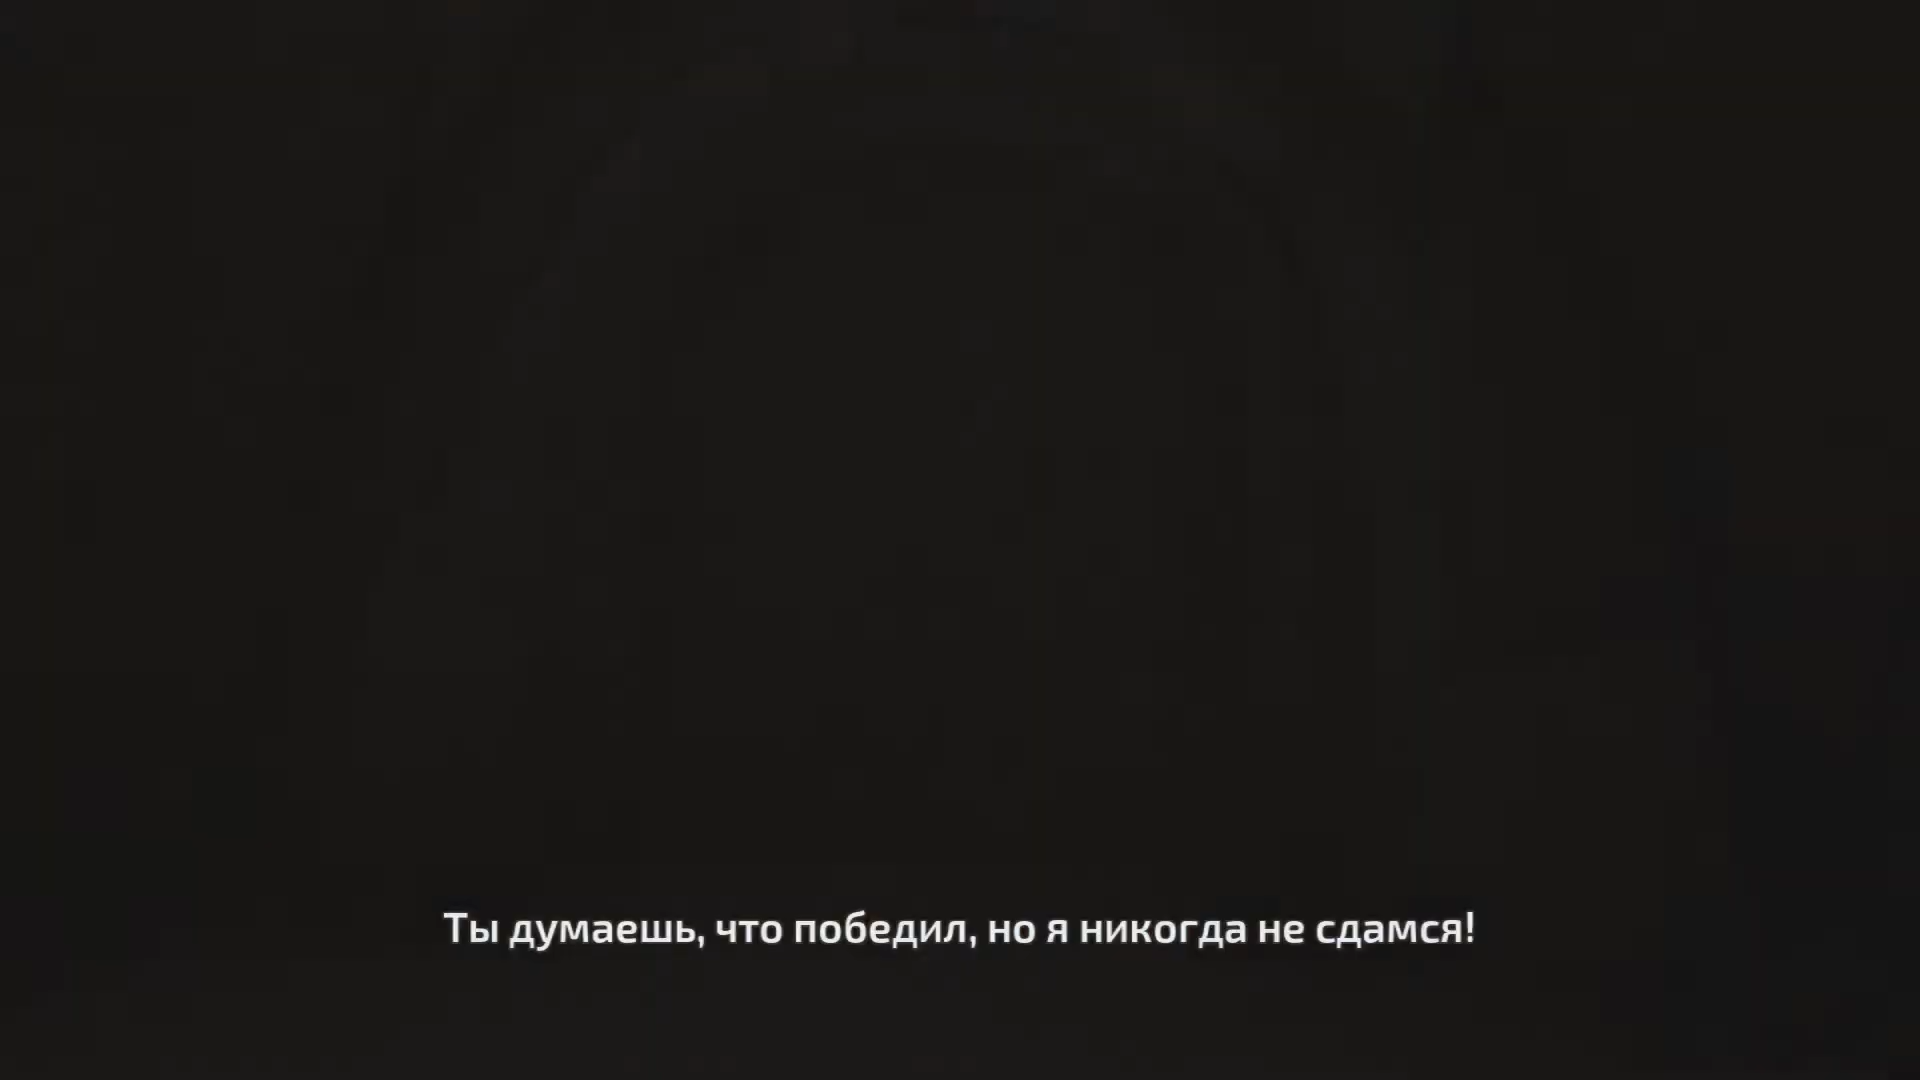 Ты думаешь, что победил, но я никогда не сдамся!